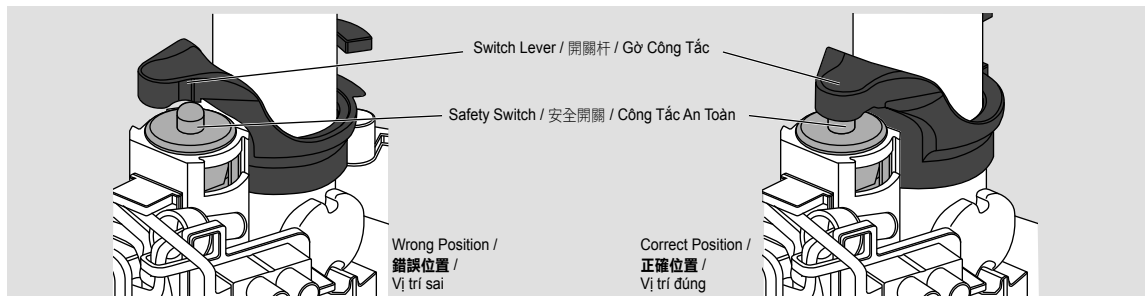 Switch Lever / 開關杆 / Gờ Công Tắc
Safety Switch / 安全開關 / Công Tắc An Toàn
Wrong Position /
錯誤位置 /
Vị trí sai
Correct Position /
正確位置 /
Vị trí đúng